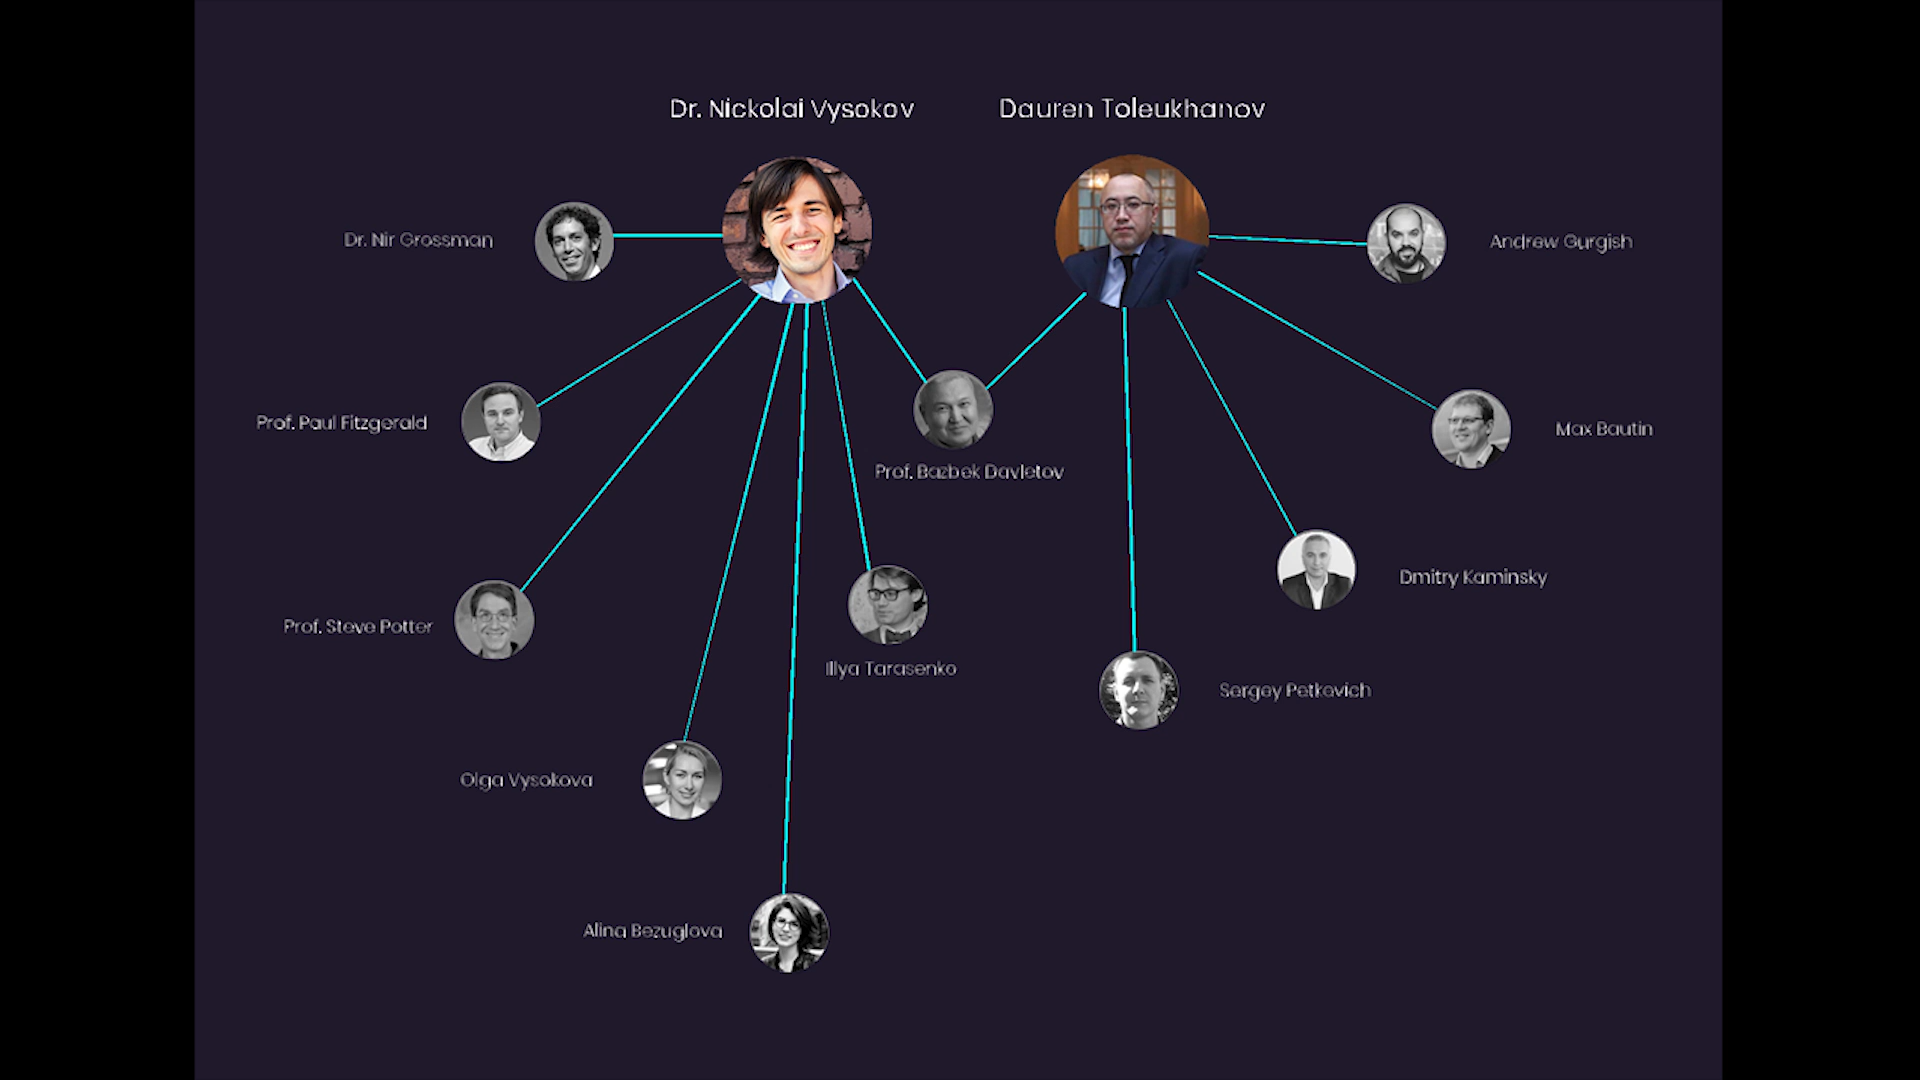 Dr. Nickolai Vysokov
Dauren Toleukhanov
Dr. Nir Grossman
Andrew Gurgish
Prof. Paul Fitzgerald
Max Bautin
Prof. Bazbek Davletov
Dmitry Kaminsky
Prof. Steve Potter
Illya Tarasenko
Sergey Petkevich
Olga Vysokova
Alina Bezuglova